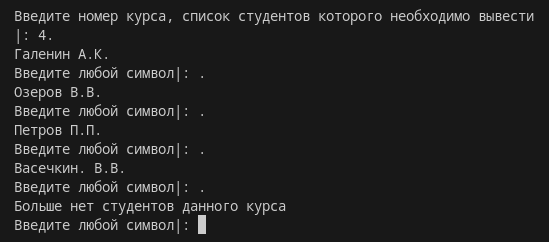 Введите номер курса, список студентов которого необходимо вывести
|: 4.
Галенин А.К.
Введите любой символ|: .
Озеров В.В.
Введите любой символ|: .
Петров П.П.
Введите любой символ|: .
Васечкин. В.В.
Введите любой символ|: .
Больше нет студентов данного курса
Введите любой символ|: